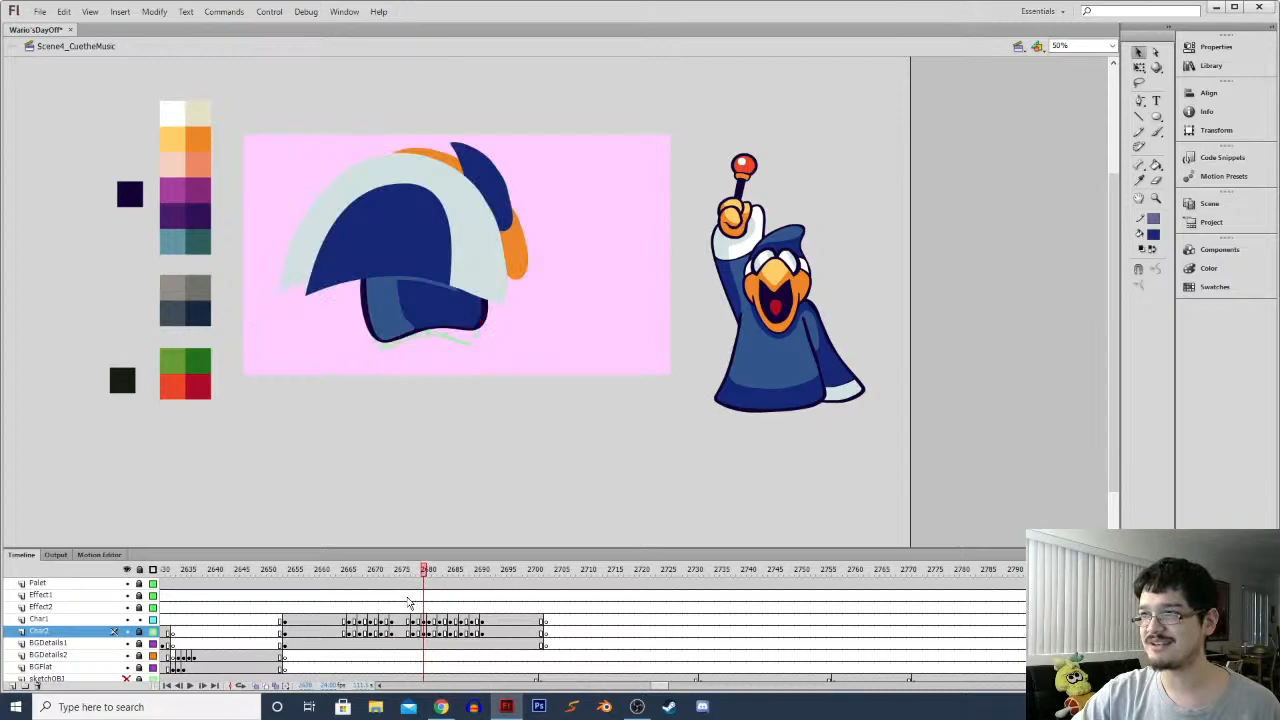 Fl File Edit View Insert Modify Text Commands Control Debug Window Help Essentials
Wario'sDayOff* ×
Scene4_CuetheMusic 50%
Properties
Library
Align
Info
Transform
Code Snippets
Motion Presets
Scene
Project
Components
Color
Swatches
Timeline Output Motion Editor
2635 2640 2645 2650 2655 2660 2665 2670 2675 2680 2685 2690 2695 2700 2705 2710 2715 2720 2725 2730 2735 2740 2745 2750 2755 2760 2765 2770 2775 2780 2785 2790
Palet
Effect1
Effect2
Char1
Char2
BGDetails1
BGDetails2
BGFlat
sketchOBJ
Type here to search Fl Ps